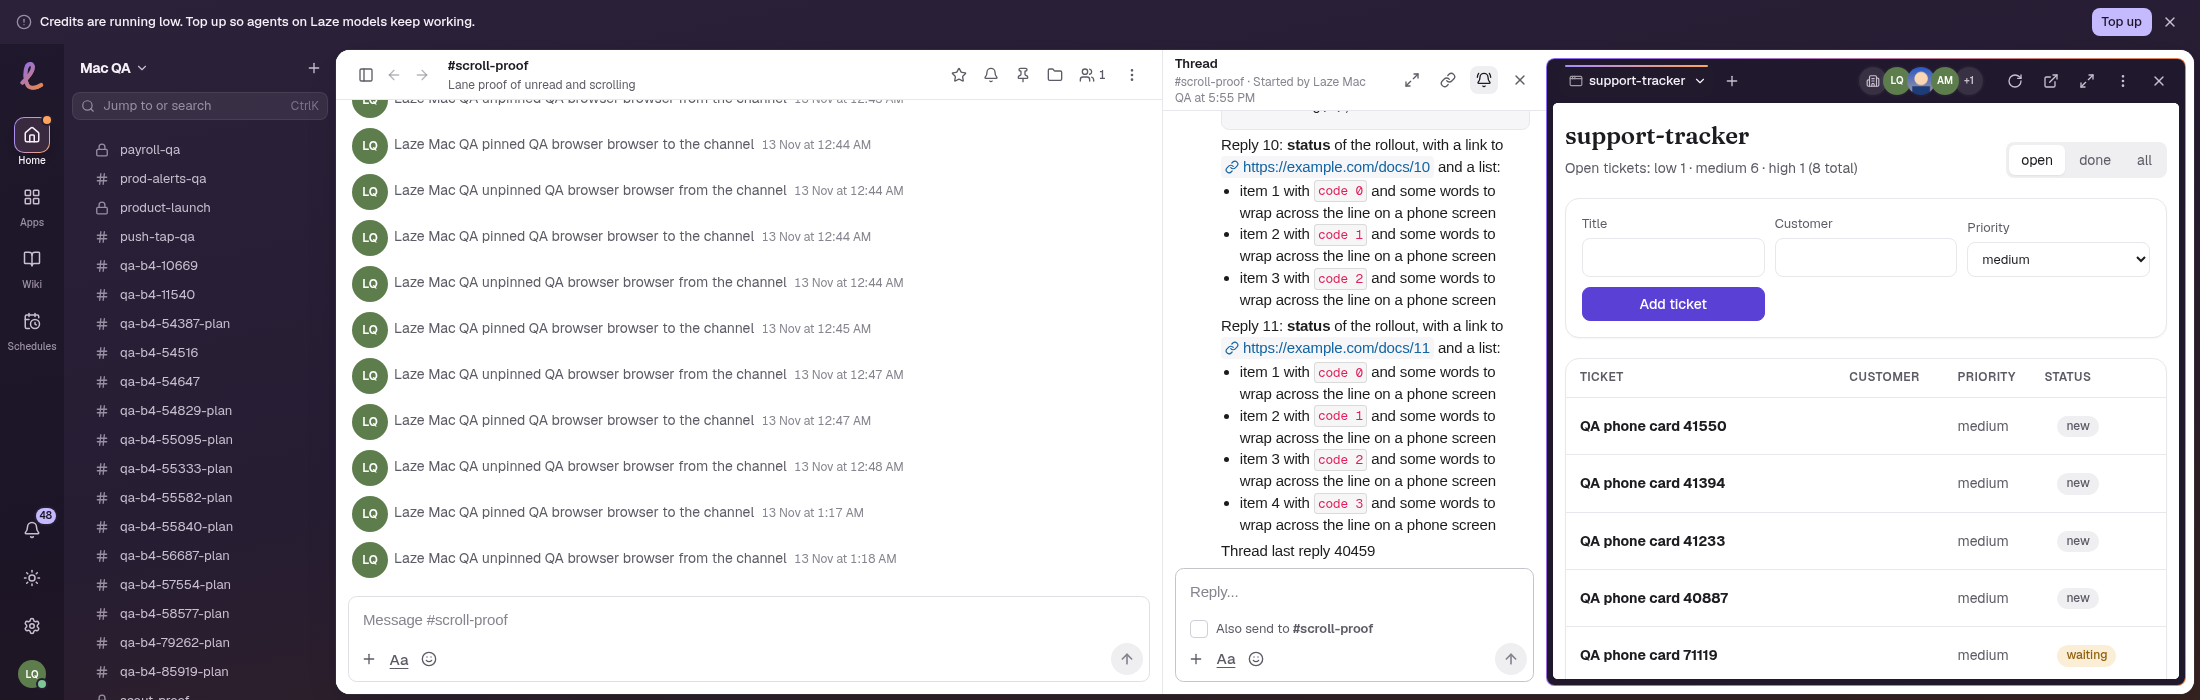 Credits are running low. Top up so agents on Laze models keep working.
Top up
Mac QA
Jump to or search
CtrlK
Home
Apps
Wiki
Schedules
48
LQ
payroll-qa
prod-alerts-qa
product-launch
push-tap-qa
qa-b4-10669
qa-b4-11540
qa-b4-54387-plan
qa-b4-54516
qa-b4-54647
qa-b4-54829-plan
qa-b4-55095-plan
qa-b4-55333-plan
qa-b4-55582-plan
qa-b4-55840-plan
qa-b4-56687-plan
qa-b4-57554-plan
qa-b4-58577-plan
qa-b4-79262-plan
qa-b4-85919-plan
#scroll-proof
Lane proof of unread and scrolling
1
LQ Laze Mac QA unpinned QA browser browser from the channel
LQ Laze Mac QA pinned QA browser browser to the channel 13 Nov at 12:44 AM
LQ Laze Mac QA unpinned QA browser browser from the channel 13 Nov at 12:44 AM
LQ Laze Mac QA pinned QA browser browser to the channel 13 Nov at 12:44 AM
LQ Laze Mac QA unpinned QA browser browser from the channel 13 Nov at 12:44 AM
LQ Laze Mac QA pinned QA browser browser to the channel 13 Nov at 12:45 AM
LQ Laze Mac QA unpinned QA browser browser from the channel 13 Nov at 12:47 AM
LQ Laze Mac QA pinned QA browser browser to the channel 13 Nov at 12:47 AM
LQ Laze Mac QA unpinned QA browser browser from the channel 13 Nov at 12:48 AM
LQ Laze Mac QA pinned QA browser browser to the channel 13 Nov at 1:17 AM
LQ Laze Mac QA unpinned QA browser browser from the channel 13 Nov at 1:18 AM
Message #scroll-proof
Aa
Thread
#scroll-proof · Started by Laze Mac
QA at 5:55 PM
Reply 10: status of the rollout, with a link to
https://example.com/docs/10 and a list:
• item 1 with code 0 and some words to
wrap across the line on a phone screen
• item 2 with code 1 and some words to
wrap across the line on a phone screen
• item 3 with code 2 and some words to
wrap across the line on a phone screen
Reply 11: status of the rollout, with a link to
https://example.com/docs/11 and a list:
• item 1 with code 0 and some words to
wrap across the line on a phone screen
• item 2 with code 1 and some words to
wrap across the line on a phone screen
• item 3 with code 2 and some words to
wrap across the line on a phone screen
• item 4 with code 3 and some words to
wrap across the line on a phone screen
Thread last reply 40459
Reply...
Also send to #scroll-proof
Aa
support-tracker
LQ AM +1
support-tracker
Open tickets: low 1 · medium 6 · high 1 (8 total)
open done all
Title Customer Priority
medium
Add ticket
TICKET CUSTOMER PRIORITY STATUS
QA phone card 41550 medium new
QA phone card 41394 medium new
QA phone card 41233 medium new
QA phone card 40887 medium new
QA phone card 71119 medium waiting